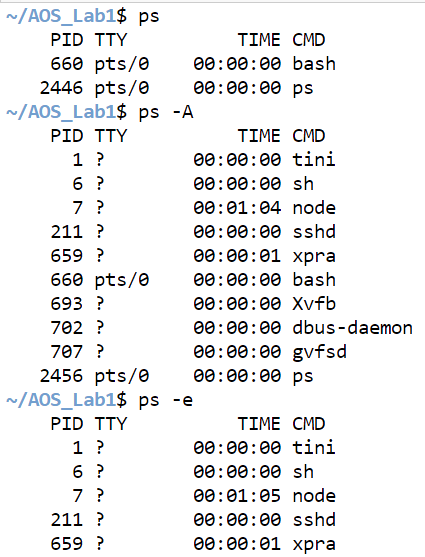 ~/AOS_Lab1$ ps
PID TTY TIME CMD
660 pts/0 00:00:00 bash
2446 pts/0 00:00:00 ps
~/AOS_Lab1$ ps -A
PID TTY TIME CMD
1 ? 00:00:00 tini
6 ? 00:00:00 sh
7 ? 00:01:04 node
211 ? 00:00:00 sshd
659 ? 00:00:01 xpra
660 pts/0 00:00:00 bash
693 ? 00:00:00 Xvfb
702 ? 00:00:00 dbus-daemon
707 ? 00:00:00 gvfsd
2456 pts/0 00:00:00 ps
~/AOS_Lab1$ ps -e
PID TTY TIME CMD
1 ? 00:00:00 tini
6 ? 00:00:00 sh
7 ? 00:01:05 node
211 ? 00:00:00 sshd
659 ? 00:00:01 xpra